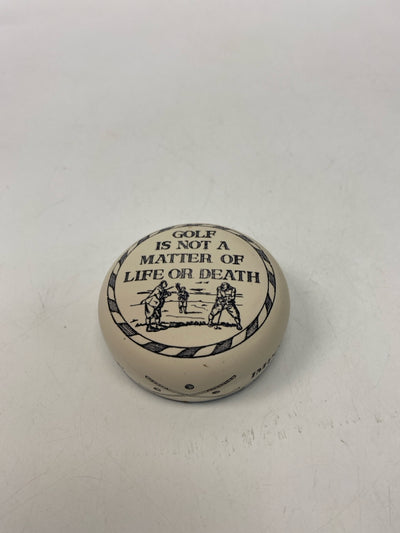 GOLF
IS NOT A
MATTER OF
LIFE OR DEATH